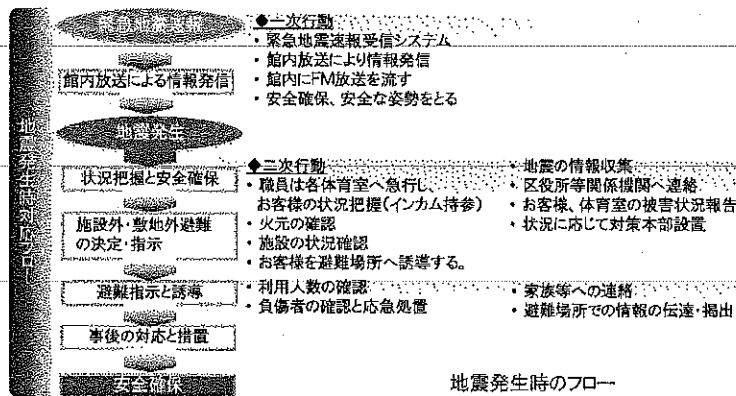 地震発生時対応フロー
緊急地震速報
館内放送による情報発信
地震発生
状況把握と安全確保
施設外・敷地外避難
の決定・指示
避難指示と誘導
事後の対応と措置
安全確保
◆一次行動
・緊急地震速報受信システム
・館内放送により情報発信
・館内にFM放送を流す
・安全確保、安全な姿勢をとる
◆二次行動
・職員は各体育室へ急行し、
お客様の状況把握(インカム持参)
・火元の確認
・施設の状況確認
・お客様を避難場所へ誘導する。
・利用人数の確認
・負傷者の確認と応急処置
・地震の情報収集
・区役所等関係機関へ連絡
・お客様、体育室の被害状況報告
・状況に応じて対策本部設置
・家族等への連絡
・避難場所での情報の伝達・掲出
地震発生時のフロー